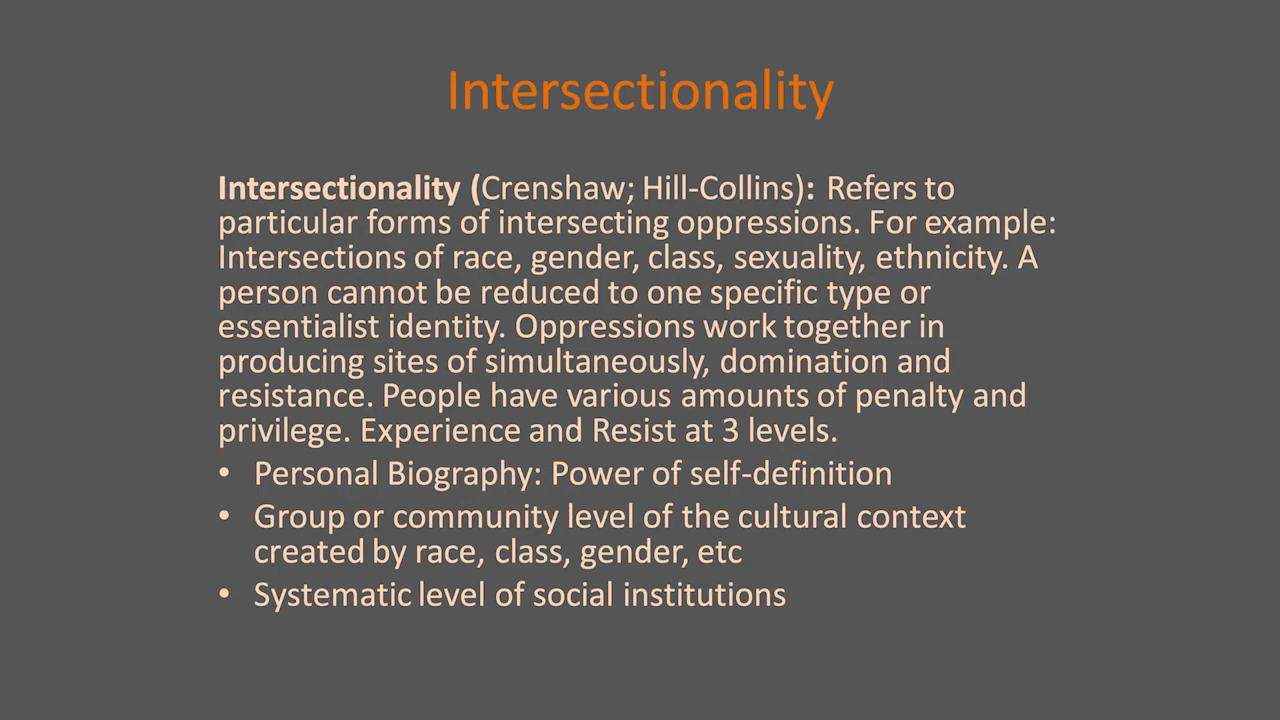 Intersectionality
Intersectionality (Crenshaw; Hill-Collins): Refers to
particular forms of intersecting oppressions. For example:
Intersections of race, gender, class, sexuality, ethnicity. A
person cannot be reduced to one specific type or
essentialist identity. Oppressions work together in
producing sites of simultaneously, domination and
resistance. People have various amounts of penalty and
privilege. Experience and Resist at 3 levels.
• Personal Biography: Power of self-definition
• Group or community level of the cultural context
created by race, class, gender, etc
• Systematic level of social institutions